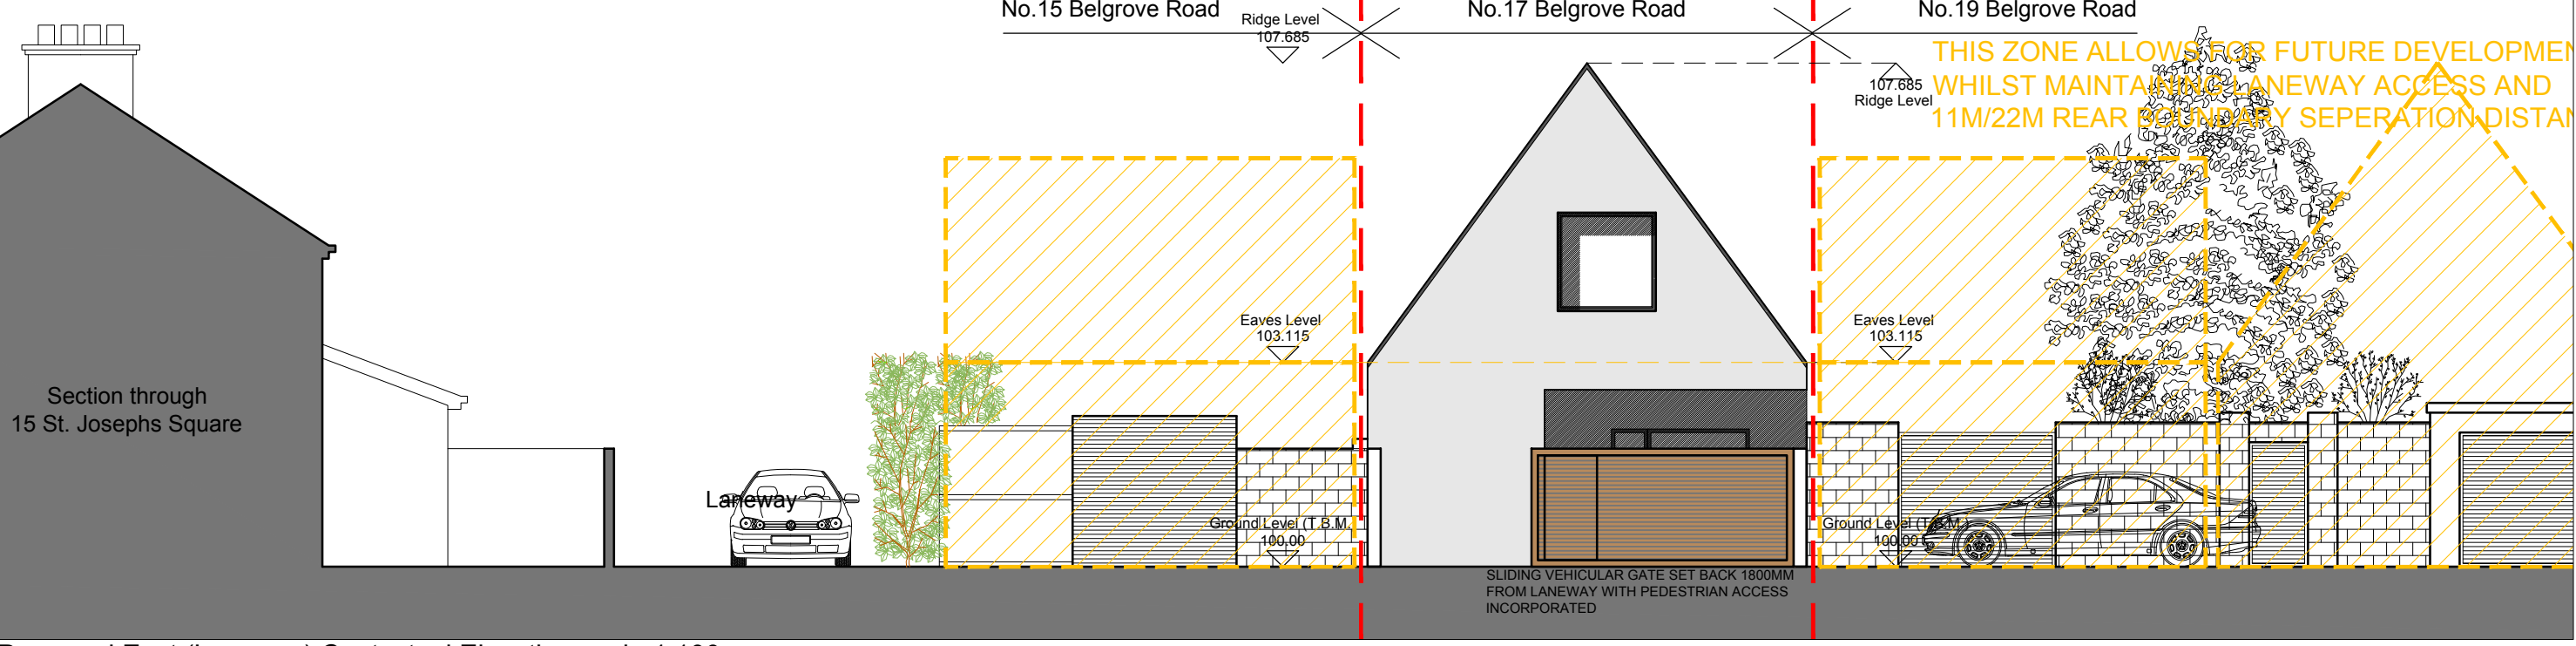 No.15 Belgrove Road
No.17 Belgrove Road
No.19 Belgrove Road
Ridge Level
107.685
107.685
Ridge Level
THIS ZONE ALLOWS FOR FUTURE DEVELOPMEN
WHILST MAINTAINING LANEWAY ACCESS AND
11M/22M REAR BOUNDARY SEPERATION DISTAN
Eaves Level
103.115
Eaves Level
103.115
Section through
15 St. Josephs Square
Laneway
Ground Level (T.B.M.
100.00
Ground Level (T.B.M.)
100.00
SLIDING VEHICULAR GATE SET BACK 1800MM
FROM LANEWAY WITH PEDESTRIAN ACCESS
INCORPORATED